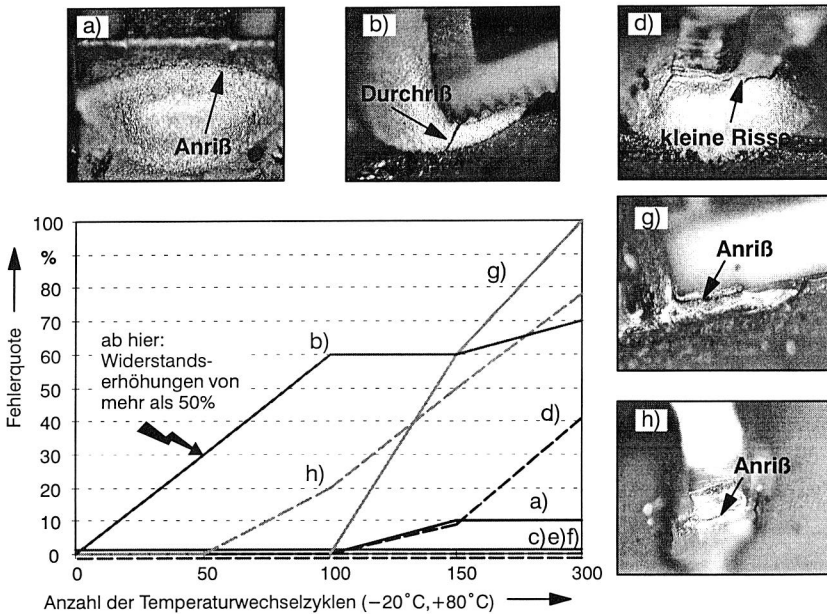 a)
Anriß
b)
Durchriß
d)
kleine Risse
g)
Anriß
h)
Anriß
Fehlerquote
100
%
80
70
60
50
40
30
20
10
0
ab hier:
Widerstands-
erhöhungen von
mehr als 50%
b)
g)
h)
d)
a)
c)e)f)
0
50
100
150
300
Anzahl der Temperaturwechselzyklen (−20˚C,+80˚C)